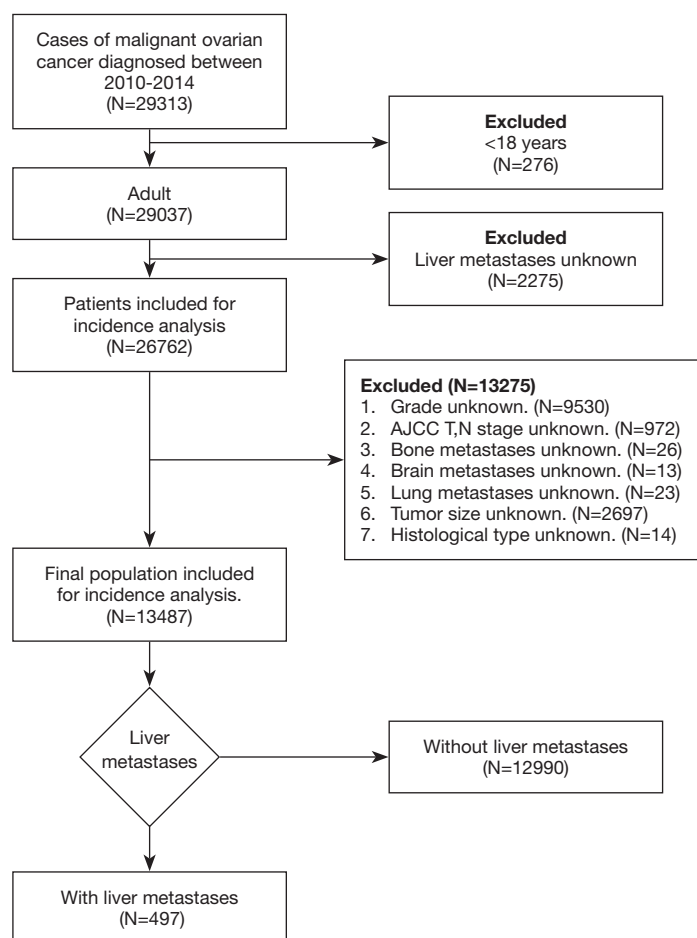 Cases of malignant ovarian
cancer diagnosed between
2010-2014
(N=29313)
Excluded
<18 years
(N=276)
Adult
(N=29037)
Excluded
Liver metastases unknown
(N=2275)
Patients included for
incidence analysis
(N=26762)
Excluded (N=13275)
1. Grade unknown. (N=9530)
2. AJCC T,N stage unknown. (N=972)
3. Bone metastases unknown. (N=26)
4. Brain metastases unknown. (N=13)
5. Lung metastases unknown. (N=23)
6. Tumor size unknown. (N=2697)
7. Histological type unknown. (N=14)
Final population included
for incidence analysis.
(N=13487)
Liver
metastases
Without liver metastases
(N=12990)
With liver metastases
(N=497)